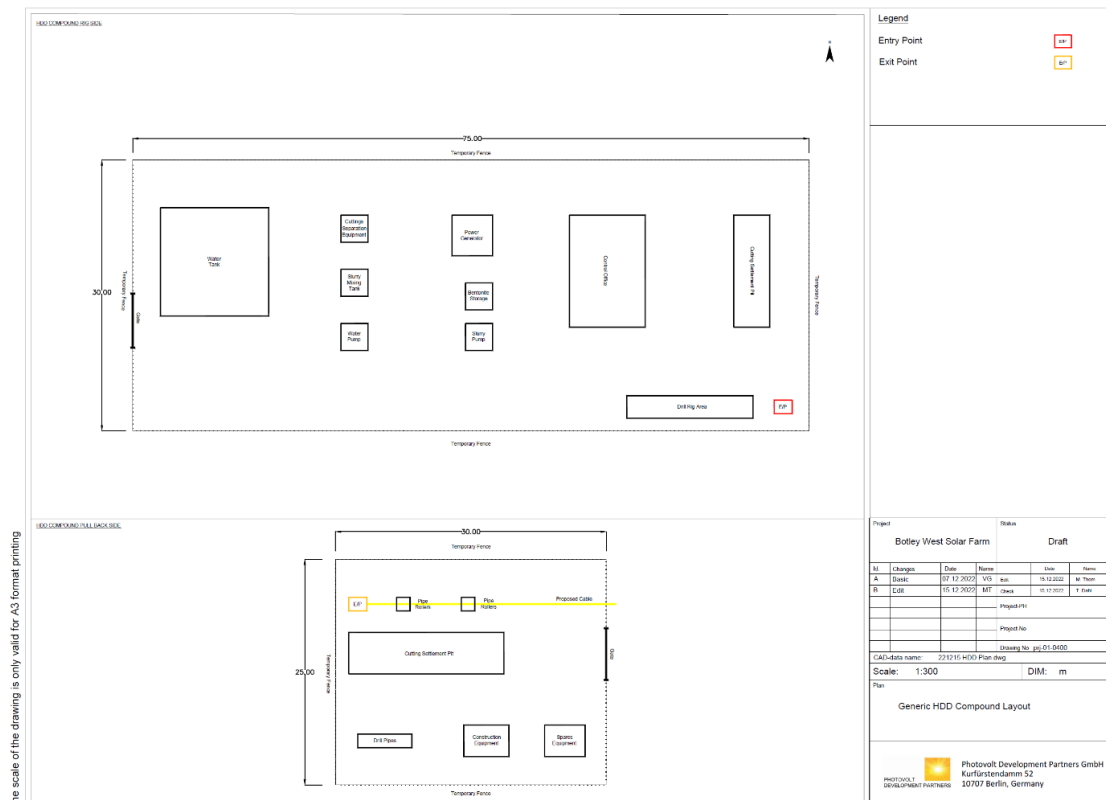 HDD COMPOUND RIG SIDE
N
75.00
Temporary Fence
30.00
Temporary Fence
Gate
Water
Tank
Cuttings
Separation
Equipment
Slurry
Mixing
Tank
Water
Pump
Power
Generator
Bentonite
Storage
Slurry
Pump
Control Office
Cutting Settlement Pit
Temporary Fence
Drill Rig Area
E/P
Temporary Fence
HDD COMPOUND PULL BACK SIDE
30.00
Temporary Fence
E/P
Pipe
Rollers
Pipe
Rollers
Proposed Cable
Cutting Settlement Pit
Gate
25.00
Temporary Fence
Drill Pipes
Construction
Equipment
Spares
Equipment
Temporary Fence
he scale of the drawing is only valid for A3 format printing
Legend
Entry Point E/P
Exit Point E/P
Project Status
Botley West Solar Farm Draft
Id. Changes Date Name Date Name
A Basic 07.12.2022 VG Edit. 15.12.2022 M. Thom
B Edit 15.12.2022 MT Check 15.12.2022
Project-PH
Project-No
Drawing No prj-01-0400
CAD-data name: 221215 HDD Plan.dwg
Scale: 1:300 DIM: m
Plan
Generic HDD Compound Layout
PHOTOVOLT
DEVELOPMENT PARTNERS
Photovolt Development Partners GmbH
Kurfürstendamm 52
10707 Berlin, Germany